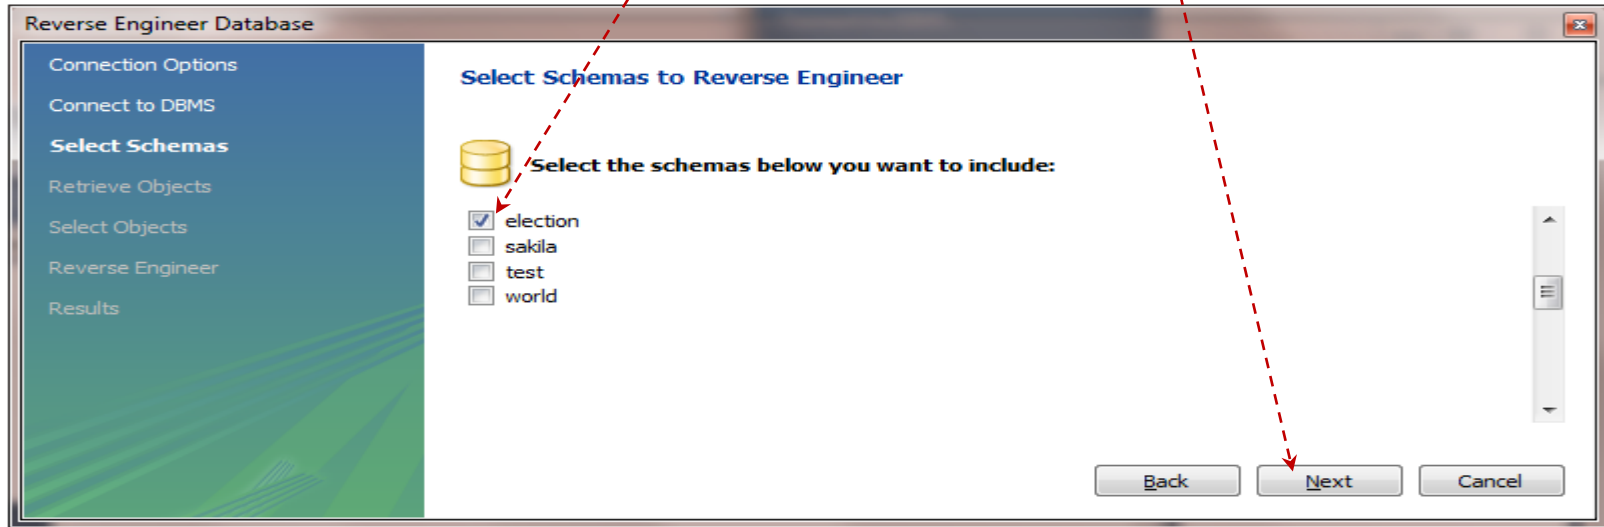 Reverse Engineer Database
Connection Options
Connect to DBMS
Select Schemas
Retrieve Objects
Select Objects
Reverse Engineer
Results
Select Schemas to Reverse Engineer
Select the schemas below you want to include:
election
sakila
test
world
Back
Next
Cancel